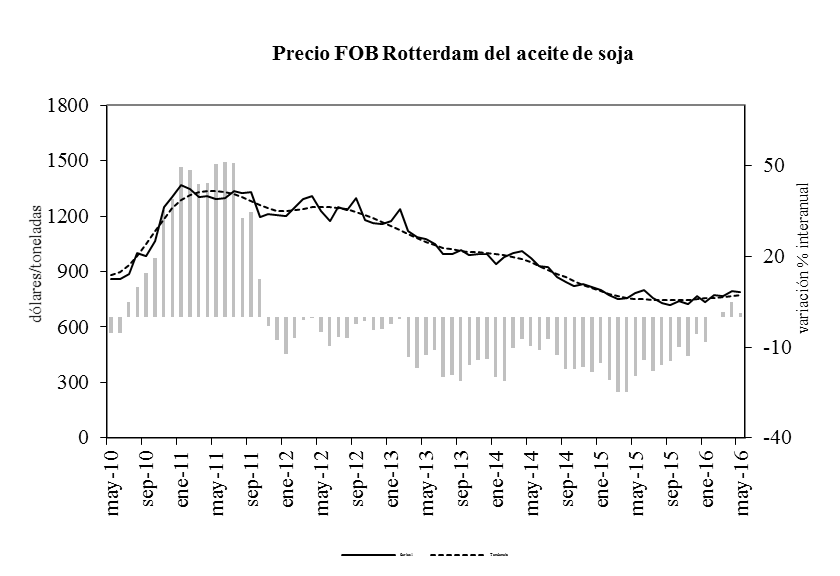 Precio FOB Rotterdam del aceite de soja
1800
1500
1200
900
600
300
0
dólares/toneladas
50
20
-10
-40
variación % interanual
may-10
sep-10
ene-11
may-11
sep-11
ene-12
may-12
sep-12
ene-13
may-13
sep-13
ene-14
may-14
sep-14
ene-15
may-15
sep-15
ene-16
may-16
Tendencia